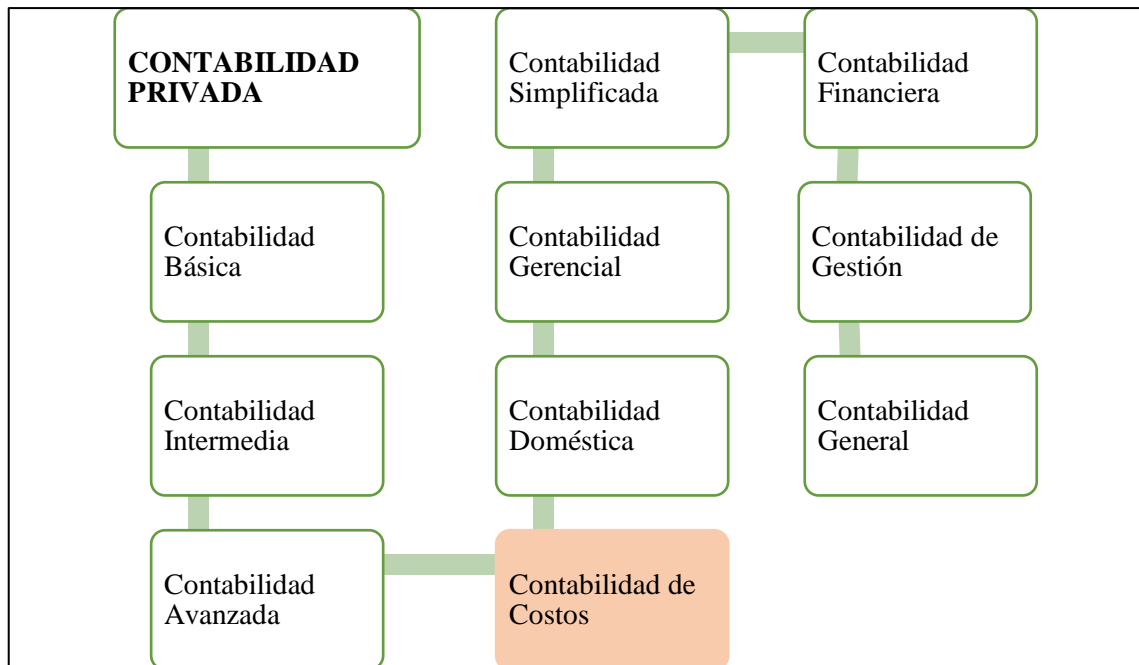 CONTABILIDAD
PRIVADA
Contabilidad
Básica
Contabilidad
Intermedia
Contabilidad
Avanzada
Contabilidad de
Costos
Contabilidad
Doméstica
Contabilidad
Gerencial
Contabilidad
Simplificada
Contabilidad
Financiera
Contabilidad de
Gestión
Contabilidad
General